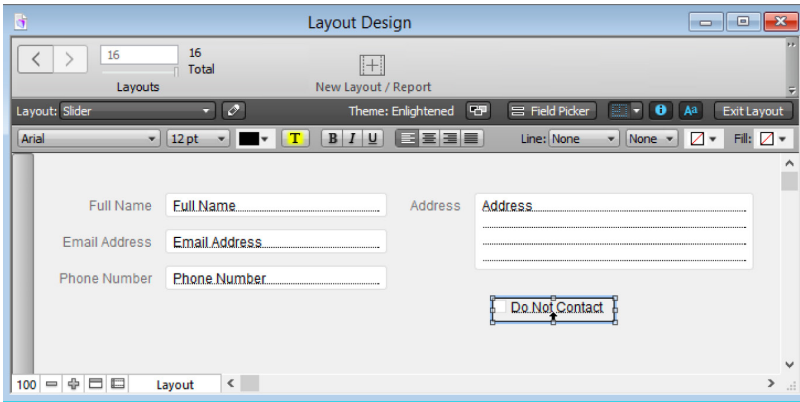 Layout Design
16 16
Total
Layouts New Layout / Report
Layout: Slider Theme: Enlightened Field Picker Aa Exit Layout
Arial 12 pt T B I U Line: None None Fill:
Full Name Full Name Address Address
Email Address Email Address
Phone Number Phone Number
Do Not Contact
100 Layout